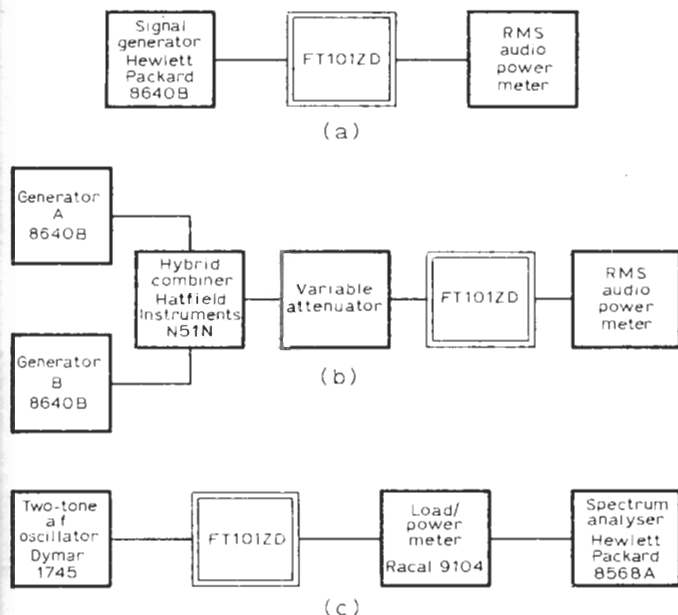 Signal
generator
Hewlett
Packard
8640B
FT101ZD
RMS
audio
power
meter
(a)
Generator
A
8640B
Generator
B
8640B
Hybrid
combiner
Hatfield
Instruments
N51N
Variable
attenuator
FT101ZD
RMS
audio
power
meter
(b)
Two-tone
af
oscillator
Dymar
1745
FT101ZD
Load/
power
meter
Racal 9104
Spectrum
analyser
Hewlett
Packard
8568A
(c)